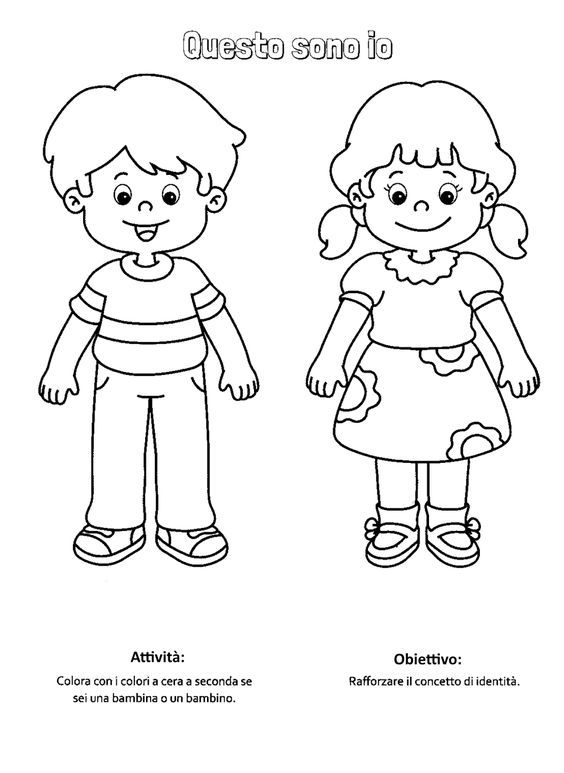 Questo sono io
Attività:
Colora con i colori a cera a seconda se
sei una bambina o un bambino.
Obiettivo:
Rafforzare il concetto di identità.